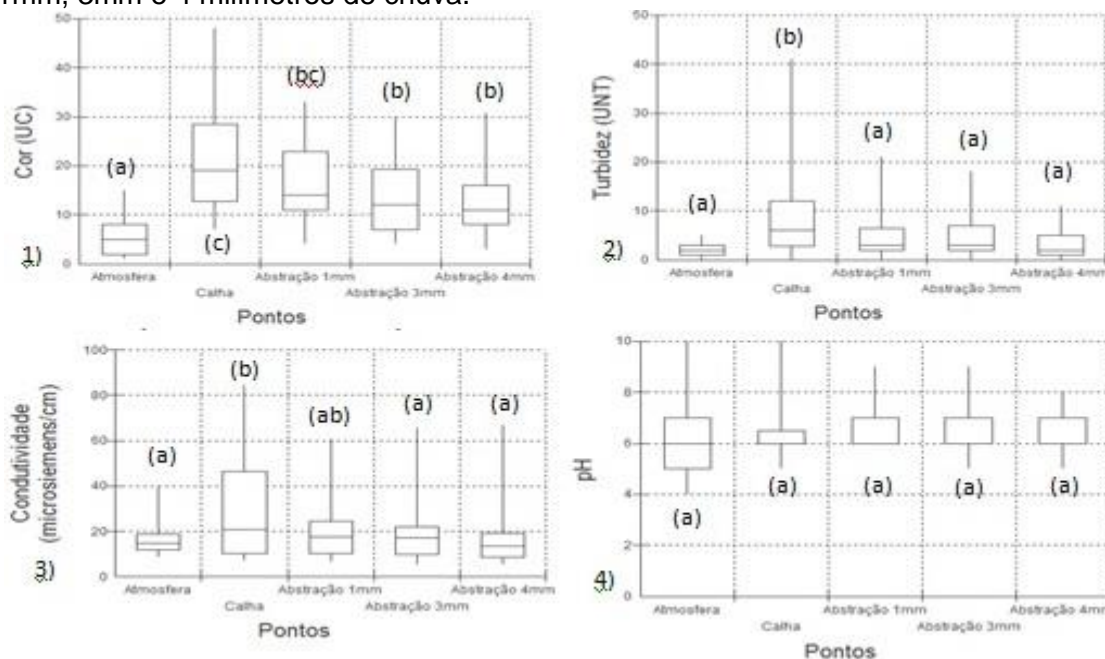 1mm, 3mm e 4 milímetros de chuva.
50
40
30
20
10
0
Cor (UC)
(a)
(c)
(bc)
(b)
(b)
1)
Atmosfera
Calha
Abstração 1mm
Abstração 3mm
Abstração 4mm
Pontos
50
40
30
20
10
0
Turbidez (UNT)
(a)
(b)
(a)
(a)
(a)
2)
Atmosfera
Calha
Abstração 1mm
Abstração 3mm
Abstração 4mm
Pontos
100
80
60
40
20
0
Condutividade
(microsiemens/cm)
(a)
(b)
(ab)
(a)
(a)
3)
Atmosfera
Calha
Abstração 1mm
Abstração 3mm
Abstração 4mm
Pontos
10
8
6
4
2
0
pH
(a)
(a)
(a)
(a)
(a)
4)
Atmosfera
Calha
Abstração 1mm
Abstração 3mm
Abstração 4mm
Pontos